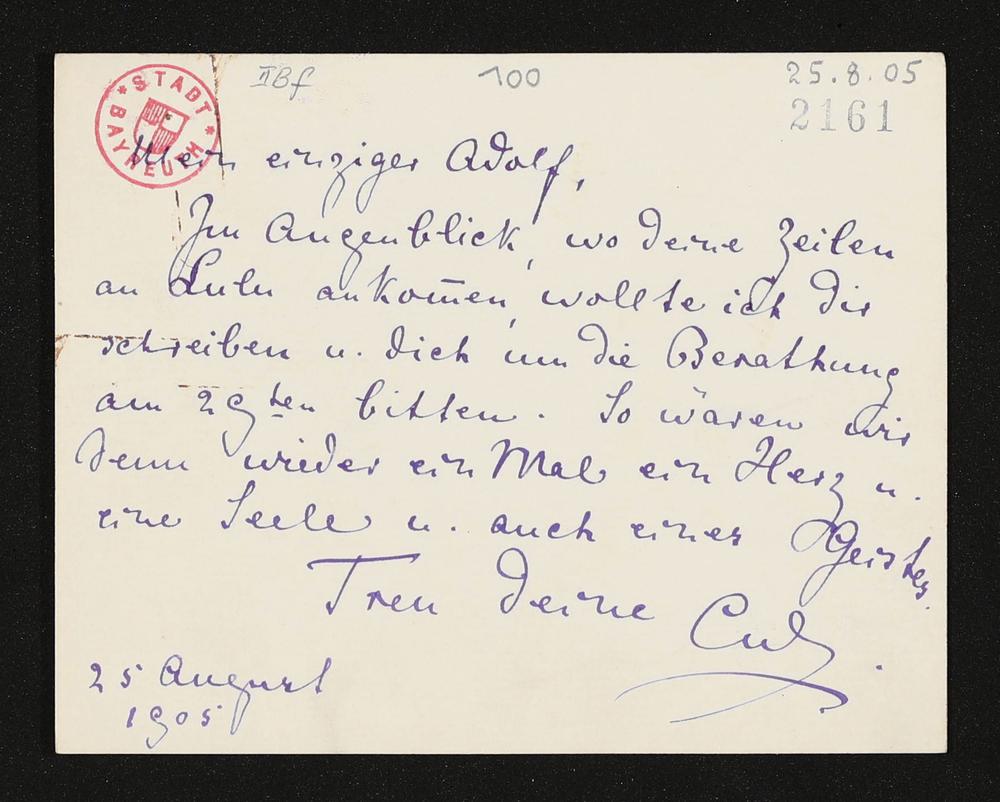 STADT BAYREUTH
IIBf 100 25.8.05
2161
Mein einziger Adolf,
Im Augenblick, wo deine Zeilen
an Lulu ankom̅en, wollte ich dir
schreiben u. dich um die Berathung
am 29ten bitten. So wären wir
denn wieder ein Mal ein Herz u.
eine Seele u. auch eines Geistes.
Treu deine
25 August
1905